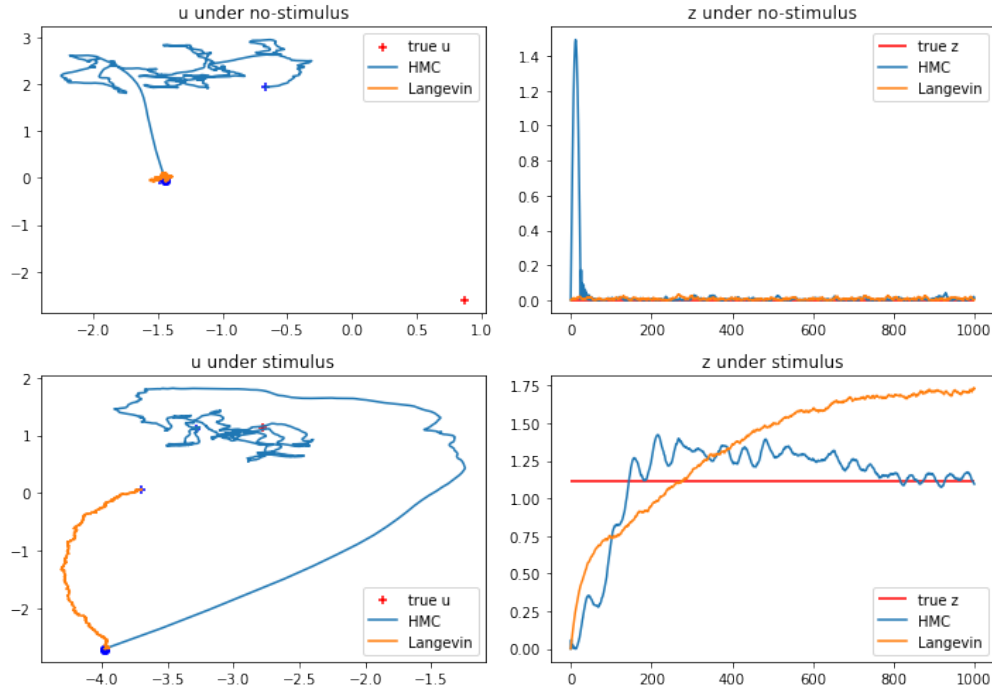 u under no-stimulus
3
2
1
0
−1
−2
−2.0 −1.5 −1.0 −0.5 0.0 0.5 1.0
true u
HMC
Langevin
z under no-stimulus
1.4
1.2
1.0
0.8
0.6
0.4
0.2
0.0
0 200 400 600 800 1000
true z
HMC
Langevin
u under stimulus
2
1
0
−1
−2
−4.0 −3.5 −3.0 −2.5 −2.0 −1.5
true u
HMC
Langevin
z under stimulus
1.75
1.50
1.25
1.00
0.75
0.50
0.25
0.00
0 200 400 600 800 1000
true z
HMC
Langevin